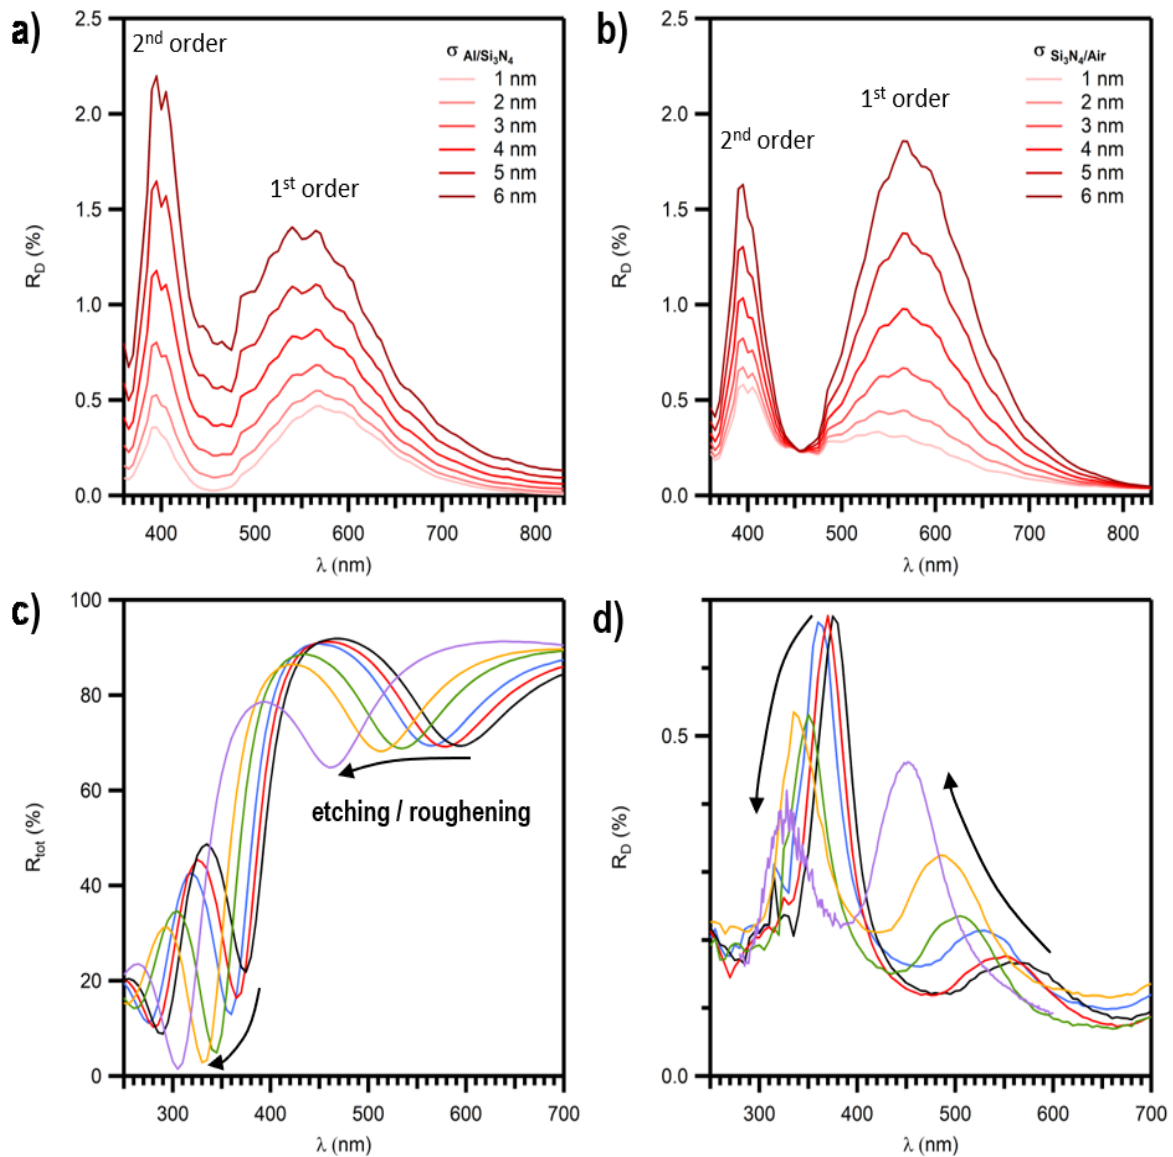 a)
2nd order
1st order
σ Al/Si3N4
1 nm
2 nm
3 nm
4 nm
5 nm
6 nm
2.5
2.0
1.5
1.0
0.5
0.0
RD (%)
400 500 600 700 800
λ (nm)
b)
2nd order
1st order
σ Si3N4/Air
1 nm
2 nm
3 nm
4 nm
5 nm
6 nm
2.5
2.0
1.5
1.0
0.5
0.0
RD (%)
400 500 600 700 800
λ (nm)
c)
etching / roughening
100
80
60
40
20
0
Rtot (%)
300 400 500 600 700
λ (nm)
d)
0.5
0.0
RD (%)
300 400 500 600 700
λ (nm)